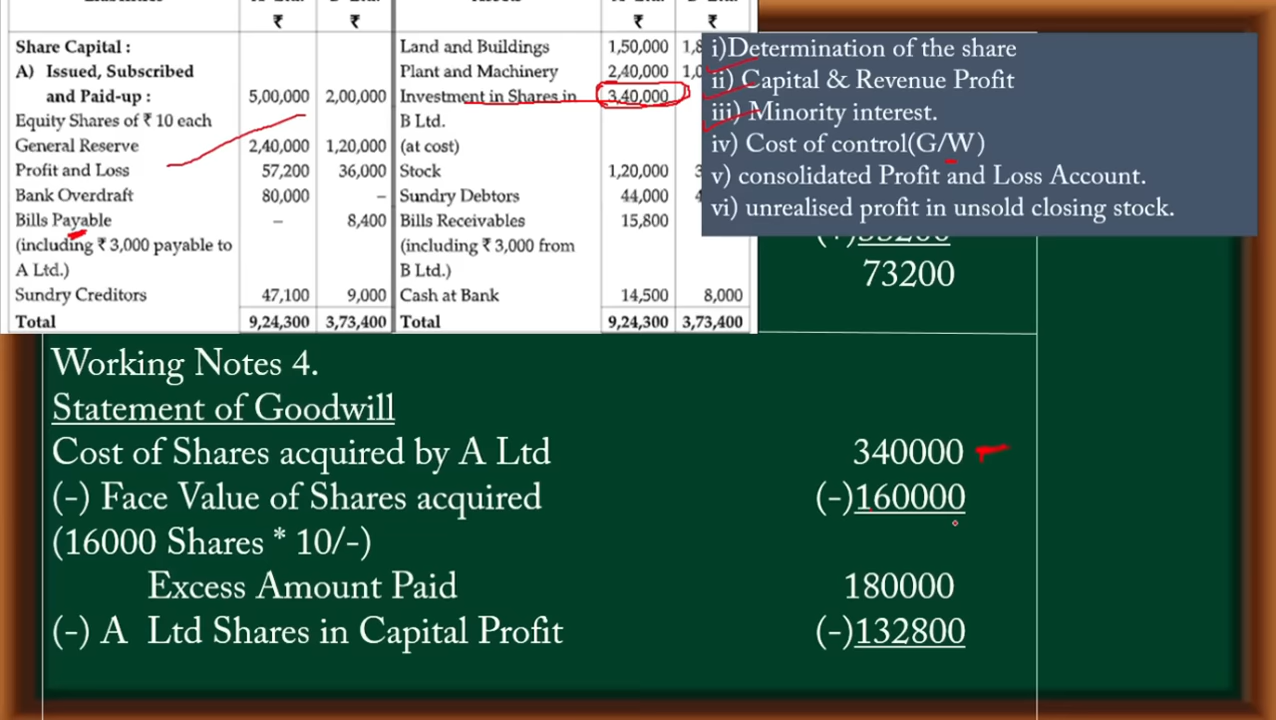 ₹ ₹ ₹ ₹
Share Capital : Land and Buildings 1,50,000
A) Issued, Subscribed Plant and Machinery 2,40,000
and Paid-up : 5,00,000 2,00,000 Investment in Shares in 3,40,000
Equity Shares of ₹ 10 each B Ltd.
General Reserve 2,40,000 1,20,000 (at cost)
Profit and Loss 57,200 36,000 Stock 1,20,000
Bank Overdraft 80,000 – Sundry Debtors 44,000
Bills Payable – 8,400 Bills Receivables 15,800
(including ₹ 3,000 payable to (including ₹ 3,000 from
A Ltd.) B Ltd.)
Sundry Creditors 47,100 9,000 Cash at Bank 14,500 8,000
Total 9,24,300 3,73,400 Total 9,24,300 3,73,400
i)Determination of the share
ii) Capital & Revenue Profit
iii) Minority interest.
iv) Cost of control(G/W)
v) consolidated Profit and Loss Account.
vi) unrealised profit in unsold closing stock.
73200
Working Notes 4.
Statement of Goodwill
Cost of Shares acquired by A Ltd 340000
(-) Face Value of Shares acquired (-)160000
(16000 Shares * 10/-)
Excess Amount Paid 180000
(-) A Ltd Shares in Capital Profit (-)132800